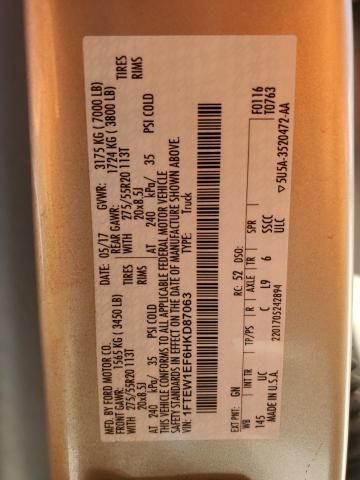 MFD. BY FORD MOTOR CO.
DATE: 05/17 GVWR: 3175 KG ( 7000 LB)
FRONT GAWR: 1565 KG ( 3450 LB) REAR GAWR: 1724 KG ( 3800 LB)
WITH 275/55R20 113T TIRES WITH 275/55R20 113T TIRES
20x8.5J RIMS 20x8.5J RIMS
AT 240 kPa/ 35 PSI COLD AT 240 kPa/ 35 PSI COLD
THIS VEHICLE CONFORMS TO ALL APPLICABLE FEDERAL MOTOR VEHICLE
SAFETY STANDARDS IN EFFECT ON THE DATE OF MANUFACTURE SHOWN ABOVE.
1FTEW1EF6HKD87063 TYPE: Truck
F0116
T0763
EXT PNT: GN RC: 52 DSO:
WB INT TR TP/PS R AXLE TR SPR
145 UC C L9 6 SSCC
ULC
MADE IN U.S.A. 2201705242894 ▽5U5A-3520472-AA